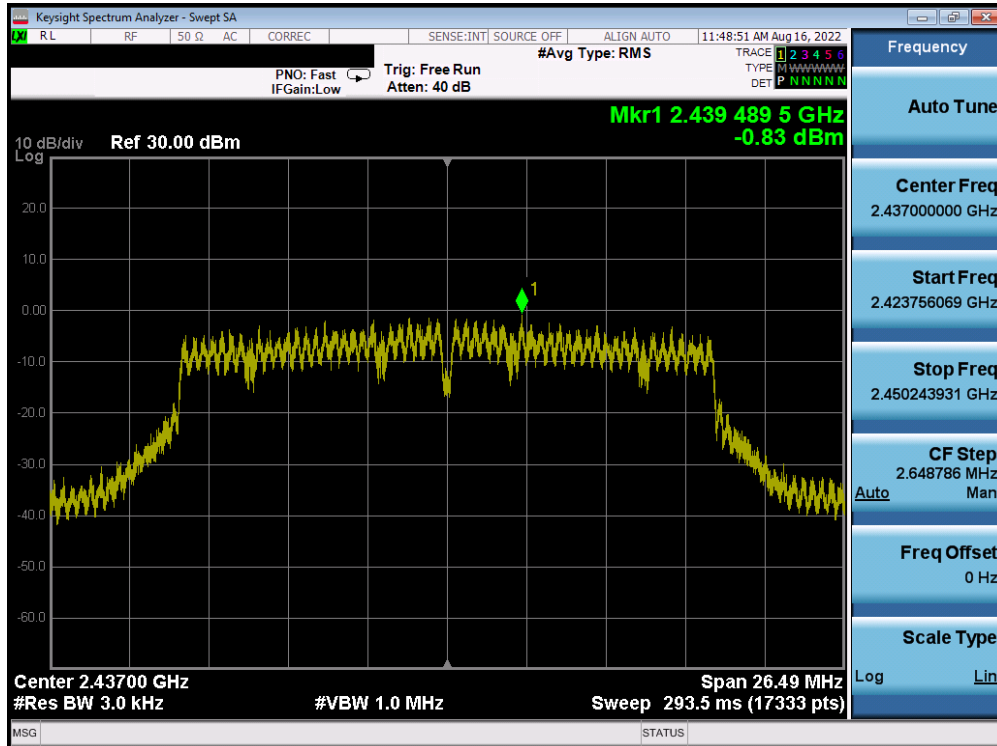 Keysight Spectrum Analyzer - Swept SA
LXI RL RF 50 Ω AC CORREC SENSE:INT SOURCE OFF ALIGN AUTO 11:48:51 AM Aug 16, 2022
#Avg Type: RMS
TRACE 1 2 3 4 5 6
PNO: Fast Trig: Free Run
TYPE M W W W W W
IFGain:Low Atten: 40 dB
DET P N N N N N
Mkr1 2.439 489 5 GHz
-0.83 dBm
10 dB/div Ref 30.00 dBm
Log
20.0
10.0
0.00
-10.0
-20.0
-30.0
-40.0
-50.0
-60.0
1
Center 2.43700 GHz Span 26.49 MHz
#Res BW 3.0 kHz #VBW 1.0 MHz Sweep 293.5 ms (17333 pts)
MSG STATUS
Frequency
Auto Tune
Center Freq
2.437000000 GHz
Start Freq
2.423756069 GHz
Stop Freq
2.450243931 GHz
CF Step
2.648786 MHz
Auto Man
Freq Offset
0 Hz
Scale Type
Log Lin